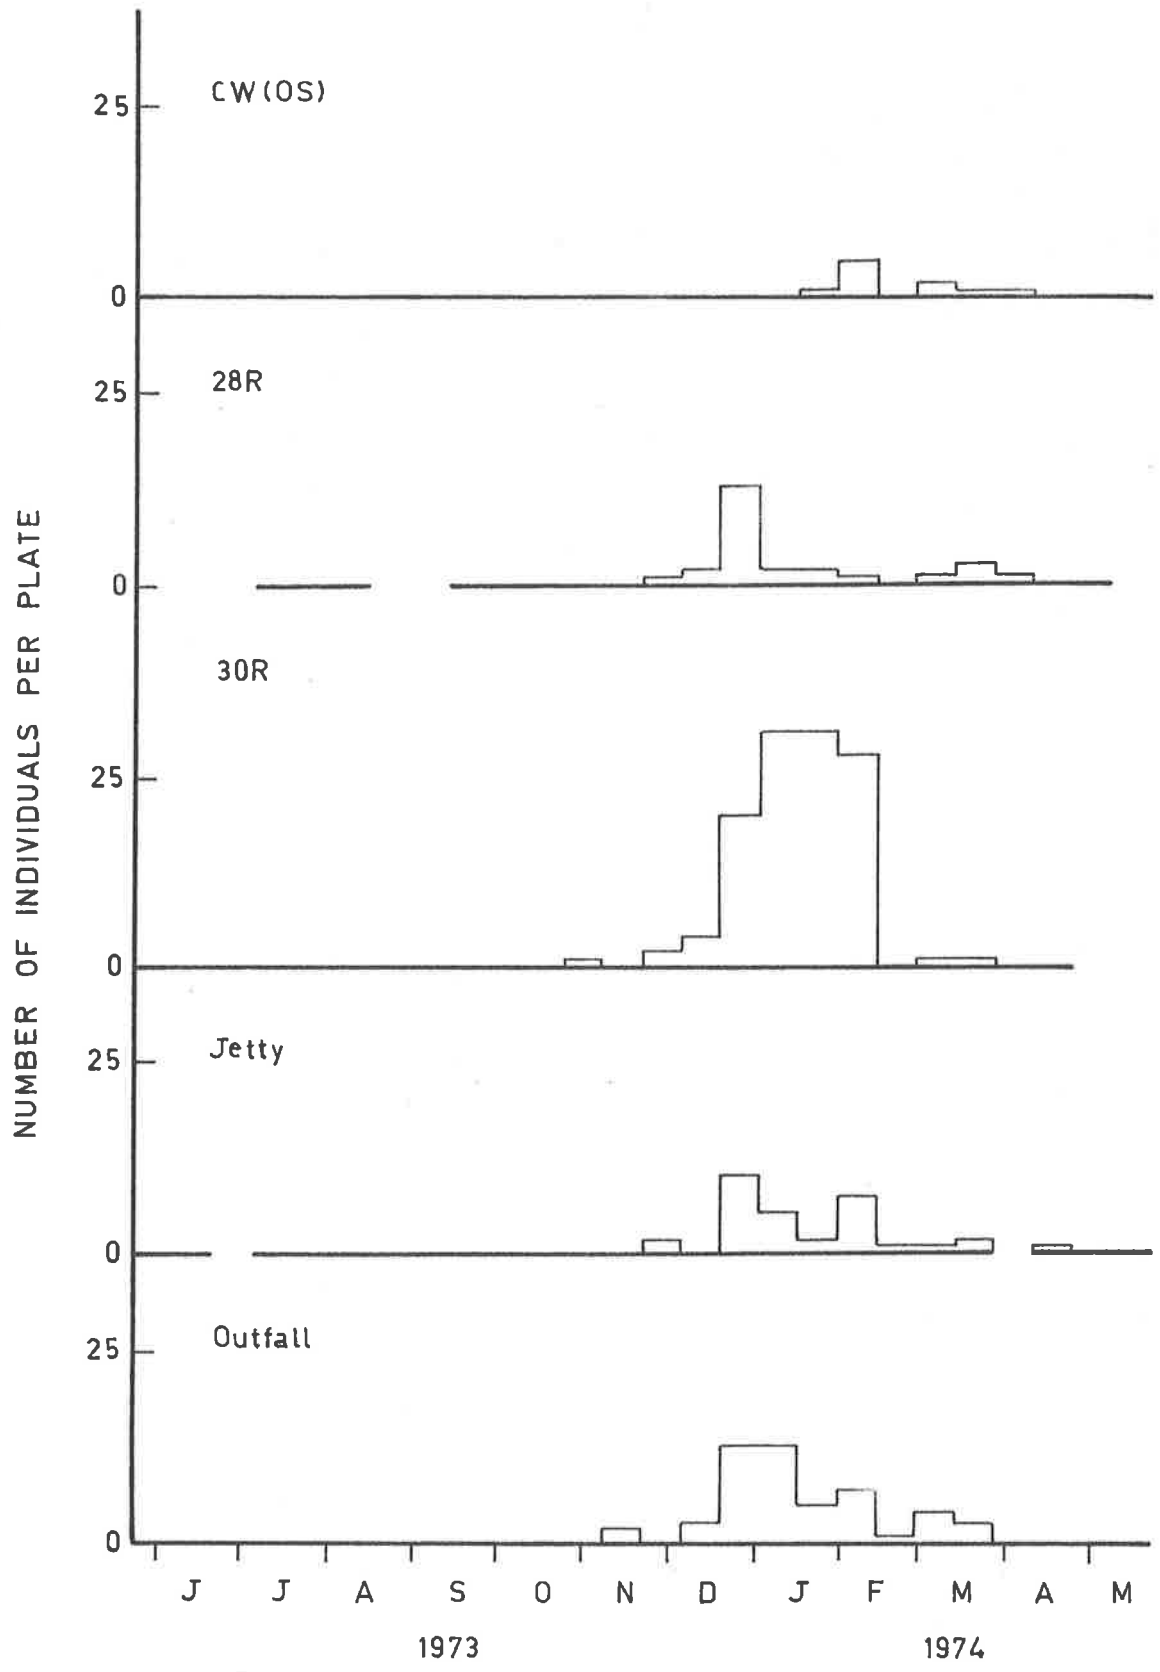 NUMBER OF INDIVIDUALS PER PLATE
CW(OS)
25
0
28R
25
0
30R
25
0
Jetty
25
0
Outfall
25
0
J J A S O N D J F M A M
1973 1974